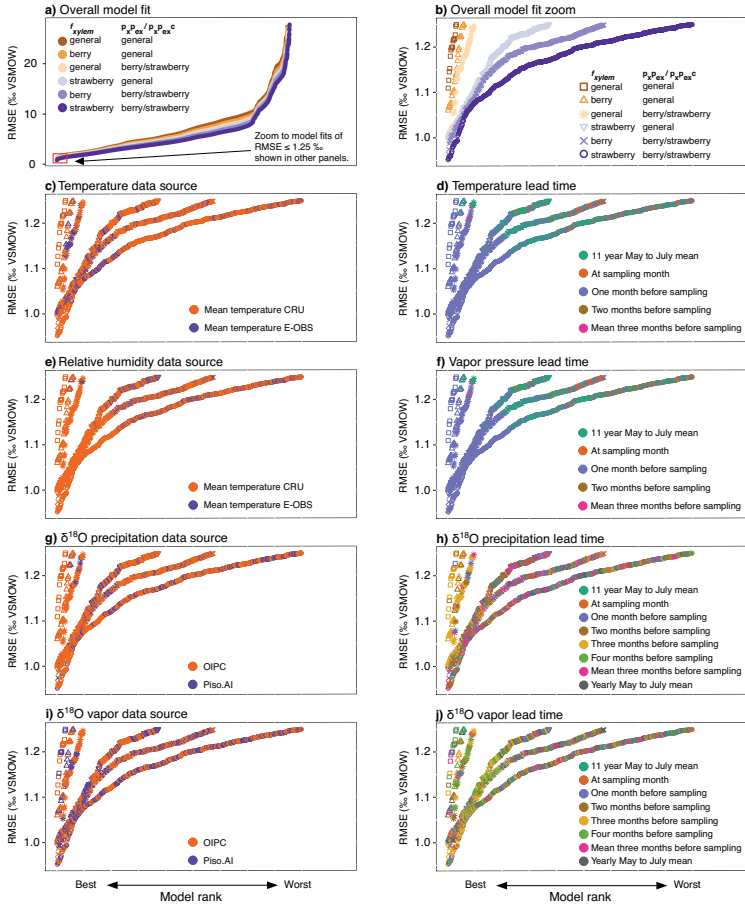 a) Overall model fit
RMSE (‰ VSMOW)
20
10
0
f xylem pxpex / pxpexc
general general
berry general
general berry/strawberry
strawberry general
berry berry/strawberry
strawberry berry/strawberry
Zoom to model fits of
RMSE ≤ 1.25 ‰
shown in other panels.
b) Overall model fit zoom
RMSE (‰ VSMOW)
1.2
1.1
1.0
f xylem pxpex / pxpexc
general general
berry general
general berry/strawberry
strawberry general
berry berry/strawberry
strawberry berry/strawberry
c) Temperature data source
RMSE (‰ VSMOW)
1.2
1.1
1.0
Mean temperature CRU
Mean temperature E-OBS
d) Temperature lead time
RMSE (‰ VSMOW)
1.2
1.1
1.0
11 year May to July mean
At sampling month
One month before sampling
Two months before sampling
Mean three months before sampling
e) Relative humidity data source
RMSE (‰ VSMOW)
1.2
1.1
1.0
Mean temperature CRU
Mean temperature E-OBS
f) Vapor pressure lead time
RMSE (‰ VSMOW)
1.2
1.1
1.0
11 year May to July mean
At sampling month
One month before sampling
Two months before sampling
Mean three months before sampling
g) δ18O precipitation data source
RMSE (‰ VSMOW)
1.2
1.1
1.0
OIPC
Piso.AI
h) δ18O precipitation lead time
RMSE (‰ VSMOW)
1.2
1.1
1.0
11 year May to July mean
At sampling month
One month before sampling
Two months before sampling
Three months before sampling
Four months before sampling
Mean three months before sampling
Yearly May to July mean
i) δ18O vapor data source
RMSE (‰ VSMOW)
1.2
1.1
1.0
OIPC
Piso.AI
j) δ18O vapor lead time
RMSE (‰ VSMOW)
1.2
1.1
1.0
11 year May to July mean
At sampling month
One month before sampling
Two months before sampling
Three months before sampling
Four months before sampling
Mean three months before sampling
Yearly May to July mean
Best Worst
Model rank
Best Worst
Model rank